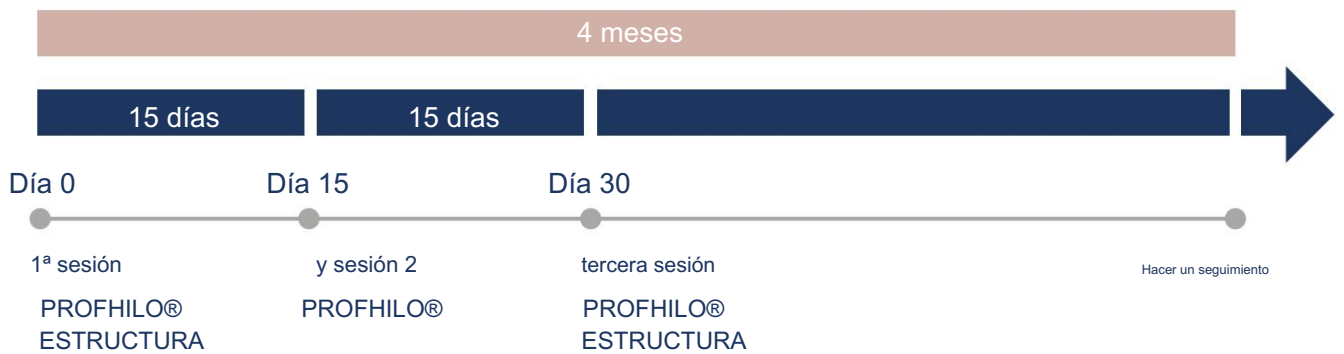 4 meses
15 días
15 días
Día 0
Día 15
Día 30
1ª sesión
y sesión 2
tercera sesión
Hacer un seguimiento
PROFHILO®
ESTRUCTURA
PROFHILO®
PROFHILO®
ESTRUCTURA